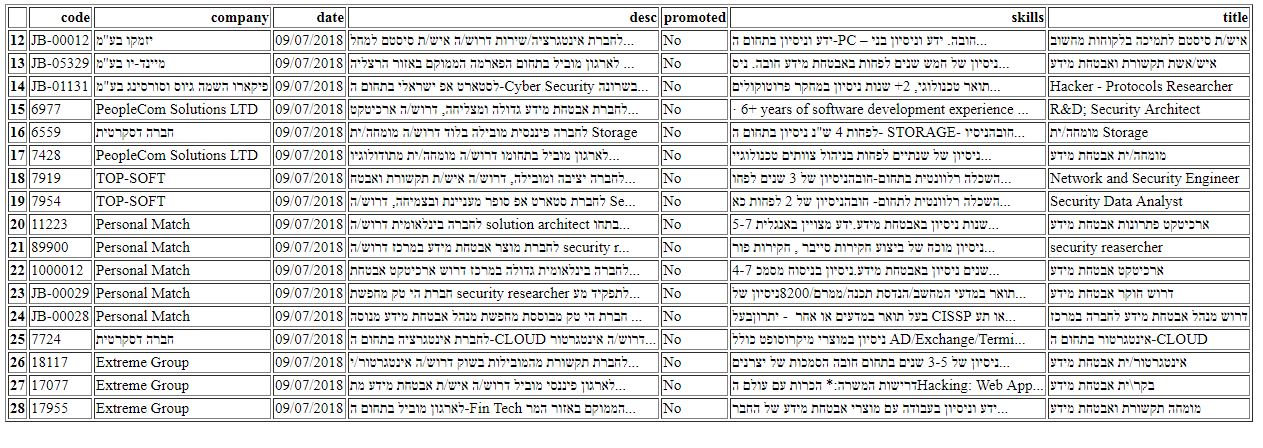 code company date desc promoted skills title
12 JB-00012 יזמקו בע"מ 09/07/2018 לחברת אינטגרציה/שירות דרוש/ה איש/ת סיסטם למחל... No ידע וניסיון בתחום ה-PC – חובה. ידע וניסיון בני... איש/ת סיסטם לתמיכה בלקוחות מחשוב
13 JB-05329 מיינד-יו בע"מ 09/07/2018 לארגון מוביל בתחום הפארמה הממוקם באזור הרצליה ... No ניסיון של חמש שנים לפחות באבטחת מידע חובה. ניס... איש/אשת תקשורת ואבטחת מידע
14 JB-01131 פיקארו השמה גיוס וסורסינג בע"מ 09/07/2018 לסטארט אפ ישראלי בתחום ה-Cyber Security בשרונה... No תואר טכנולוגי, 2+ שנות ניסיון במחקר פרוטוקולים... Hacker - Protocols Researcher
15 6977 PeopleCom Solutions LTD 09/07/2018 לחברת אבטחת מידע גדולה ומצליחה, דרוש/ה ארכיטקט... No · 6+ years of software development experience ... R&D; Security Architect
16 6559 חברה דסקרטית 09/07/2018 לחברה פיננסית מובילה בלוד דרוש/ה מומחה/ית Storage No לפחות 4 ש"נ ניסיון בתחום ה- STORAGE- חובהניסיו... מומחה/ית Storage
17 7428 PeopleCom Solutions LTD 09/07/2018 לארגון מוביל בתחומו דרוש/ה מומחה/ית מתודולוגיו... No ניסיון של שנתיים לפחות בניהול צוותים טכנולוגיי... מומחה/ית אבטחת מידע
18 7919 TOP-SOFT 09/07/2018 לחברה יציבה ומובילה, דרוש/ה איש/ת תקשורת ואבטח... No השכלה רלוונטית בתחום-חובהניסיון של 3 שנים לפחו... Network and Security Engineer
19 7954 TOP-SOFT 09/07/2018 לחברת סטארט אפ סופר מעניינת ובצמיחה, דרוש/ה Se... No השכלה רלוונטית לתחום- חובהניסיון של 2 לפחות כא... Security Data Analyst
20 11223 Personal Match 09/07/2018 לחברה בינלאומית דרוש/ה solution architect בתחו... No 5-7 שנות ניסיון באבטחת מידע.ידע מצויין באנגלית... ארכיטקט פתרונות אבטחת מידע
21 89900 Personal Match 09/07/2018 לחברת מוצר אבטחת מידע במרכז דרוש/ה security r... No ניסיון מוכח של ביצוע חקירות סייבר , חקירות פור... security reasercher
22 1000012 Personal Match 09/07/2018 לחברה בינלאומית גדולה במרכז דרוש ארכיטקט אבטחת... No 4-7 שנים ניסיון באבטחת מידע.ניסיון בניסוח מסמכ... ארכיטקט אבטחת מידע
23 JB-00029 Personal Match 09/07/2018 חברת הי טק מחפשת security researcher לתפקיד מע... No תואר במדעי המחשב/הנדסת תכנה/ממרם/8200ניסיון של... דרוש חוקר אבטחת מידע
24 JB-00028 Personal Match 09/07/2018 חברת הי טק מבוססת מחפשת מנהל אבטחת מידע מנוסה ... No בעל תואר במדעים או אחר - יתרוןבעל CISSP או תע... דרוש מנהל אבטחת מידע לחברה במרכז
25 7724 חברה דסקרטית 09/07/2018 לחברת אינטגרציה בתחום ה-CLOUD דרוש/ה אינטגרטור... No ניסיון במוצרי מיקרוסופט כולל AD/Exchange/Termi... אינטגרטור בתחום ה-CLOUD
26 18117 Extreme Group 09/07/2018 לחברת תקשורת מהמובילות בשוק דרוש/ה אינטגרטור/י... No ניסיון של 3-5 שנים בתחום חובה הסמכות של יצרנים... אינטגרטור/ית אבטחת מידע
27 17077 Extreme Group 09/07/2018 לארגון פיננסי מוביל דרוש/ה איש/ת אבטחת מידע מת... No דרישות המשרה:* הכרות עם עולם הHacking: Web App... בקר\ית אבטחת מידע
28 17955 Extreme Group 09/07/2018 לארגון מוביל בתחום ה-Fin Tech הממוקם באזור המר... No ידע וניסיון בעבודה עם מוצרי אבטחת מידע של החבר... מומחה תקשורת ואבטחת מידע